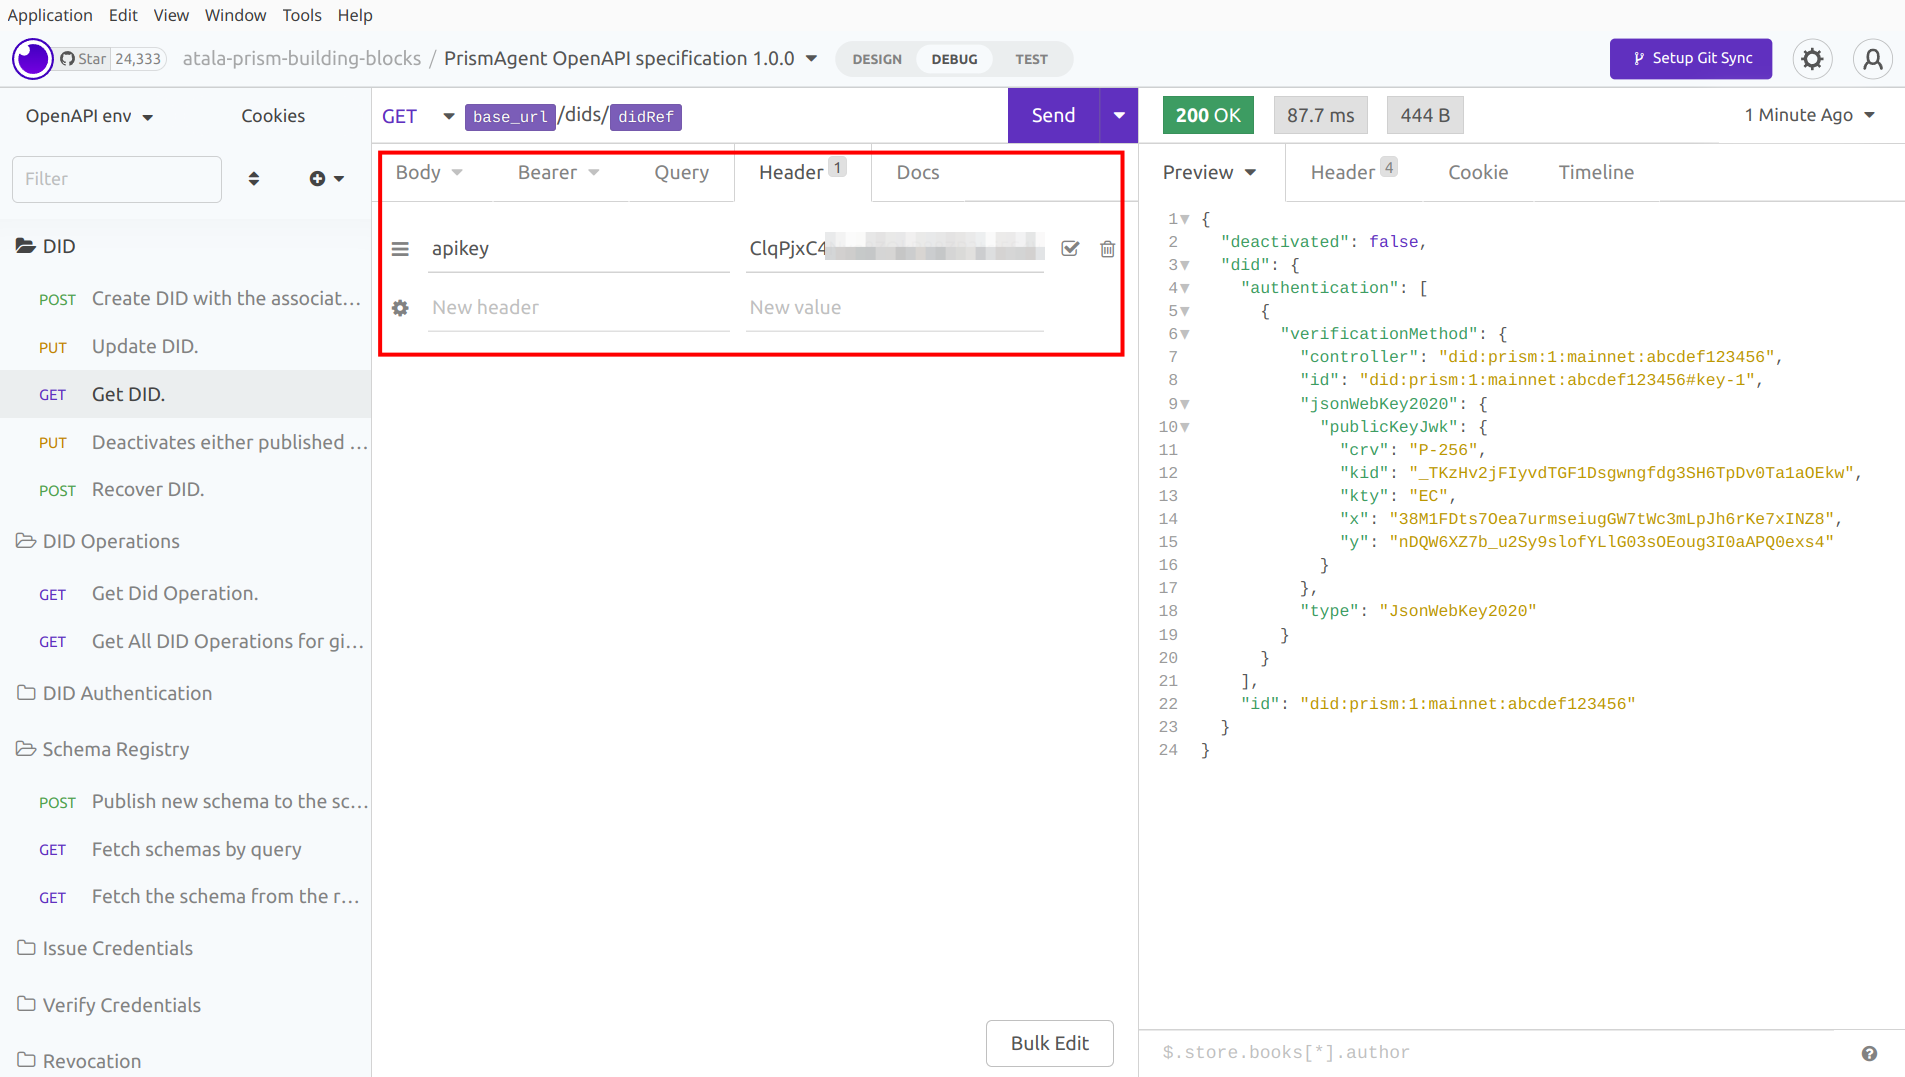 Application Edit View Window Tools Help
Star 24,333 atala-prism-building-blocks / PrismAgent OpenAPI specification 1.0.0 DESIGN DEBUG TEST Setup Git Sync
OpenAPI env Cookies
Filter
DID
POST Create DID with the associat...
PUT Update DID.
GET Get DID.
PUT Deactivates either published ...
POST Recover DID.
DID Operations
GET Get Did Operation.
GET Get All DID Operations for gi...
DID Authentication
Schema Registry
POST Publish new schema to the sc...
GET Fetch schemas by query
GET Fetch the schema from the r...
Issue Credentials
Verify Credentials
Revocation
GET base_url/dids/didRef Send
Body Bearer Query Header 1 Docs
apikey ClqPjxC4
New header New value
Bulk Edit
200 OK 87.7 ms 444 B 1 Minute Ago
Preview Header 4 Cookie Timeline
1 {
2 "deactivated": false,
3 "did": {
4 "authentication": [
5 {
6 "verificationMethod": {
7 "controller": "did:prism:1:mainnet:abcdef123456",
8 "id": "did:prism:1:mainnet:abcdef123456#key-1",
9 "jsonWebKey2020": {
10 "publicKeyJwk": {
11 "crv": "P-256",
12 "kid": "_TKzHv2jFIyvdTGF1Dsgwngfdg3SH6TpDv0Ta1aOEkw",
13 "kty": "EC",
14 "x": "38M1FDts7Oea7urmseiugGW7tWc3mLpJh6rKe7xINZ8",
15 "y": "nDQW6XZ7b_u2Sy9slofYLlG03sOEoug3I0aAPQ0exs4"
16 }
17 },
18 "type": "JsonWebKey2020"
19 }
20 }
21 ],
22 "id": "did:prism:1:mainnet:abcdef123456"
23 }
24 }
$.store.books[*].author